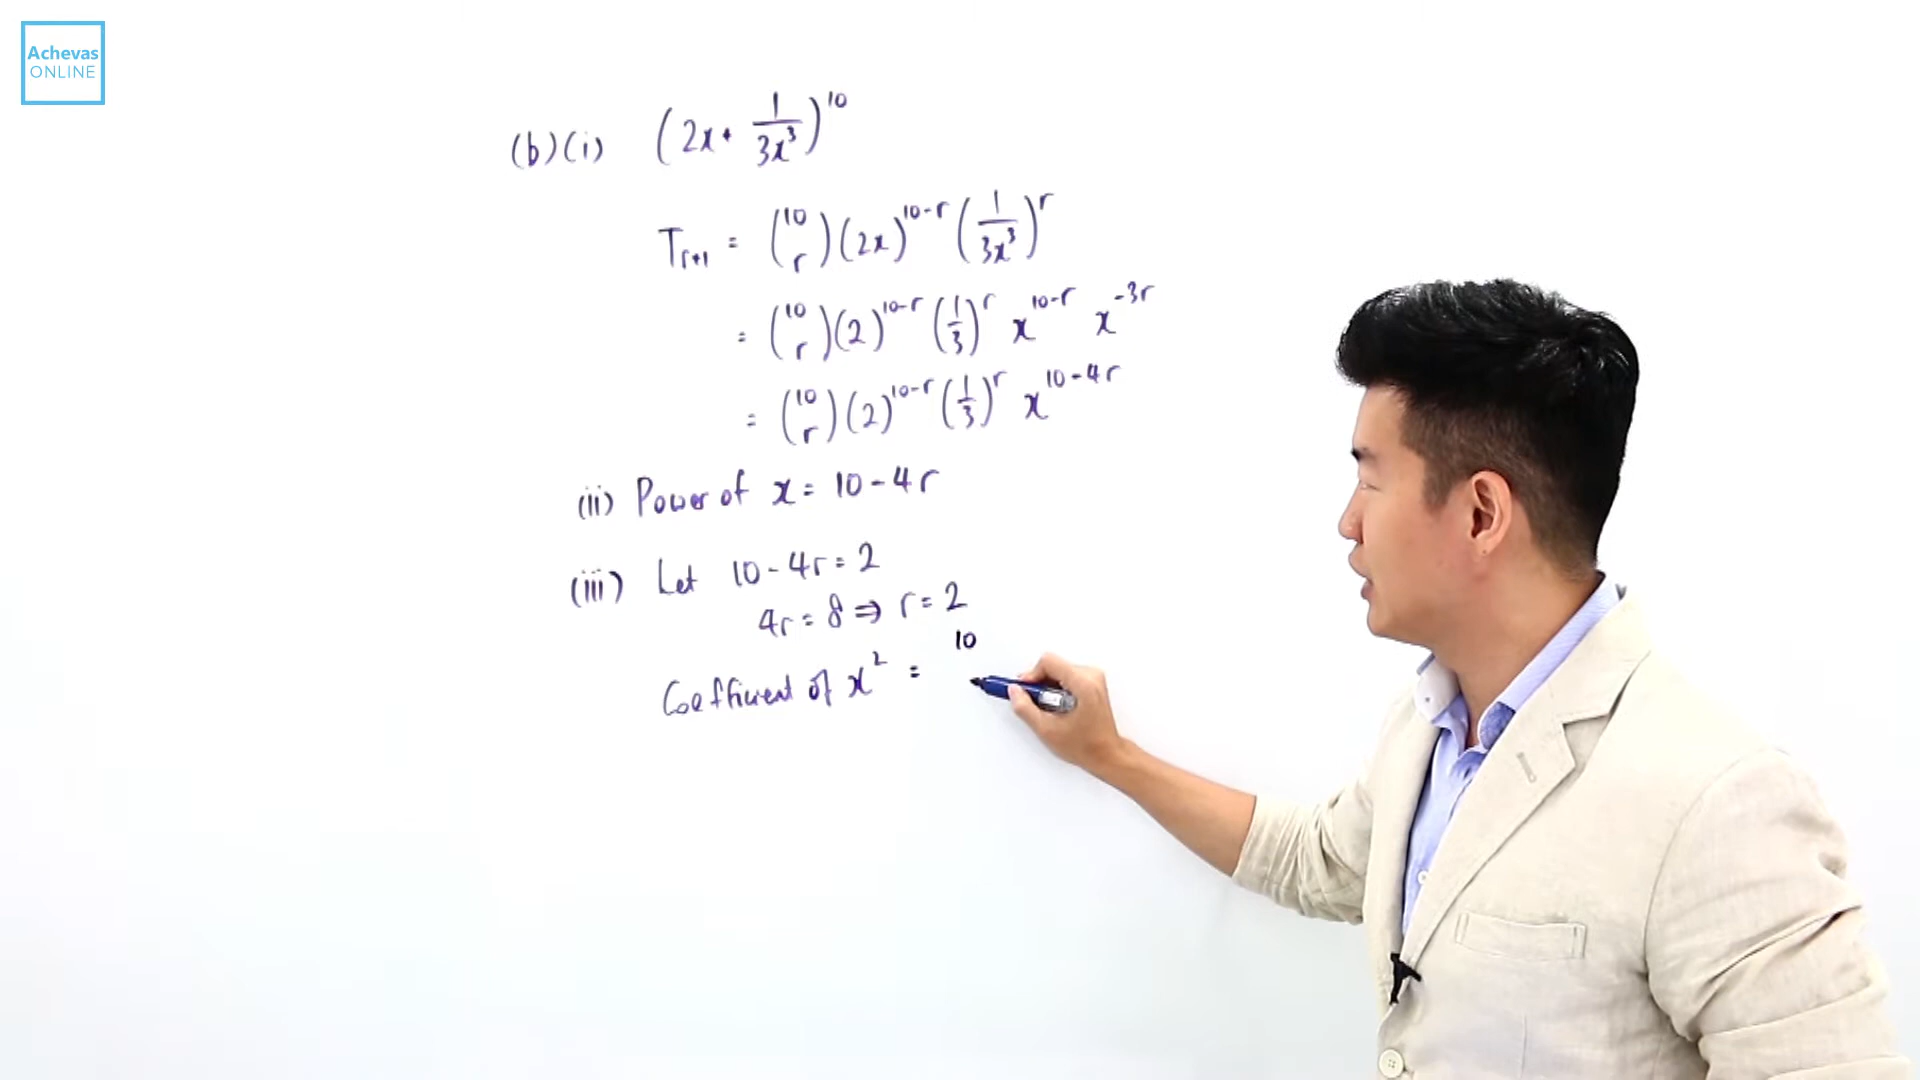 Achevas
ONLINE
(b)(i) (2x + 1/(3x³))¹⁰
Tᵣ₊₁ = (10 r)(2x)^(10-r) (1/(3x³))^r
= (10 r)(2)^(10-r) (1/3)^r x^(10-r) x^(-3r)
= (10 r)(2)^(10-r) (1/3)^r x^(10-4r)
(ii) Power of x = 10-4r
(iii) Let 10-4r = 2
4r = 8 ⇒ r = 2
Coefficient of x² = 10